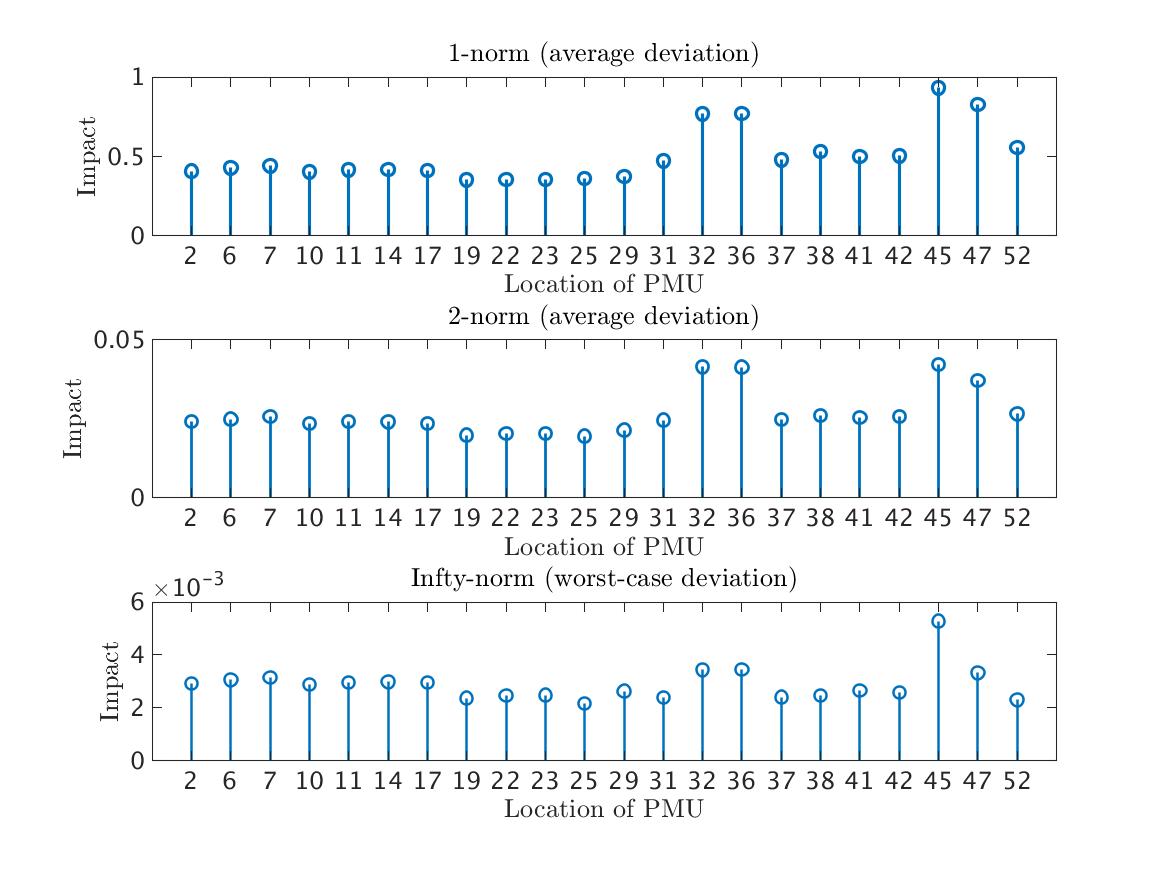 1-norm (average deviation)
1
0.5
0
Impact
2 6 7 10 11 14 17 19 22 23 25 29 31 32 36 37 38 41 42 45 47 52
Location of PMU
2-norm (average deviation)
0.05
0
Impact
2 6 7 10 11 14 17 19 22 23 25 29 31 32 36 37 38 41 42 45 47 52
Location of PMU
Infty-norm (worst-case deviation)
×10⁻³
6
4
2
0
Impact
2 6 7 10 11 14 17 19 22 23 25 29 31 32 36 37 38 41 42 45 47 52
Location of PMU